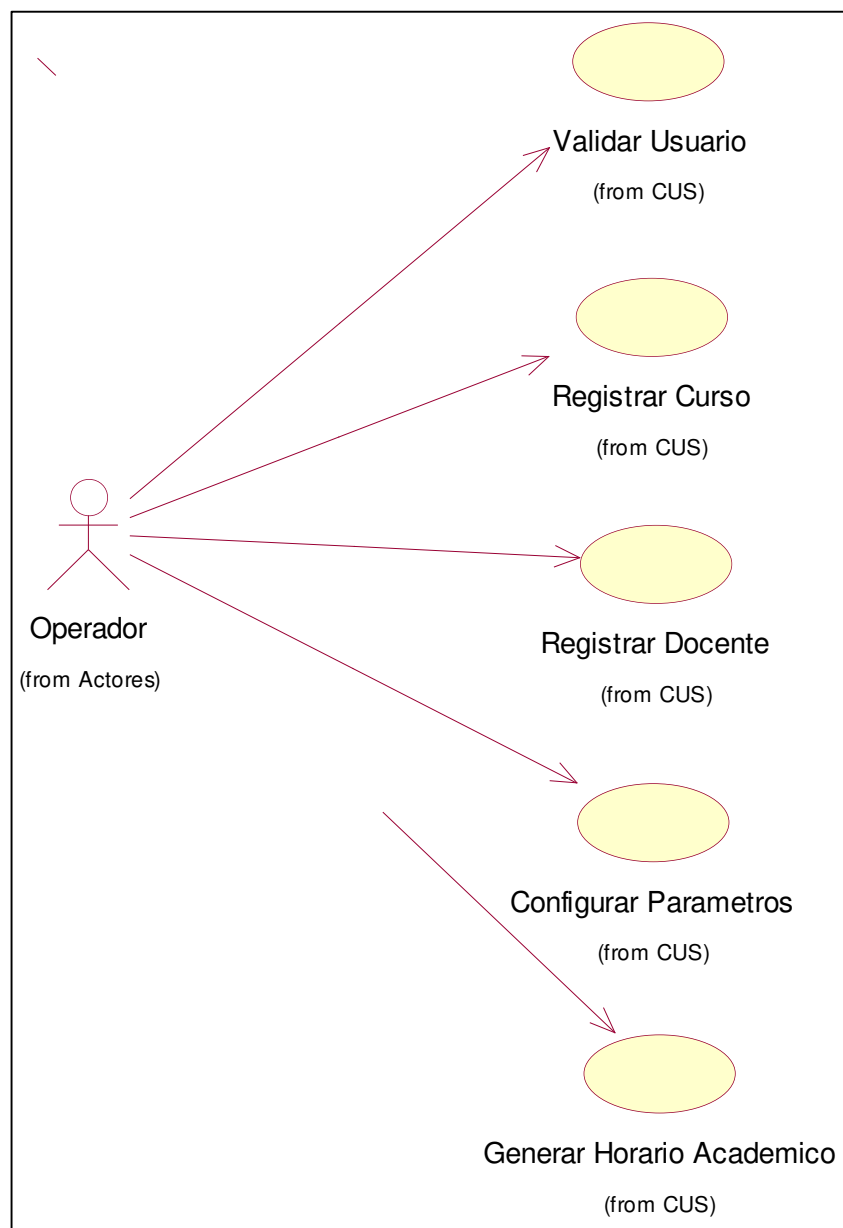 Validar Usuario
(from CUS)
Registrar Curso
(from CUS)
Operador
(from Actores)
Registrar Docente
(from CUS)
Configurar Parametros
(from CUS)
Generar Horario Academico
(from CUS)